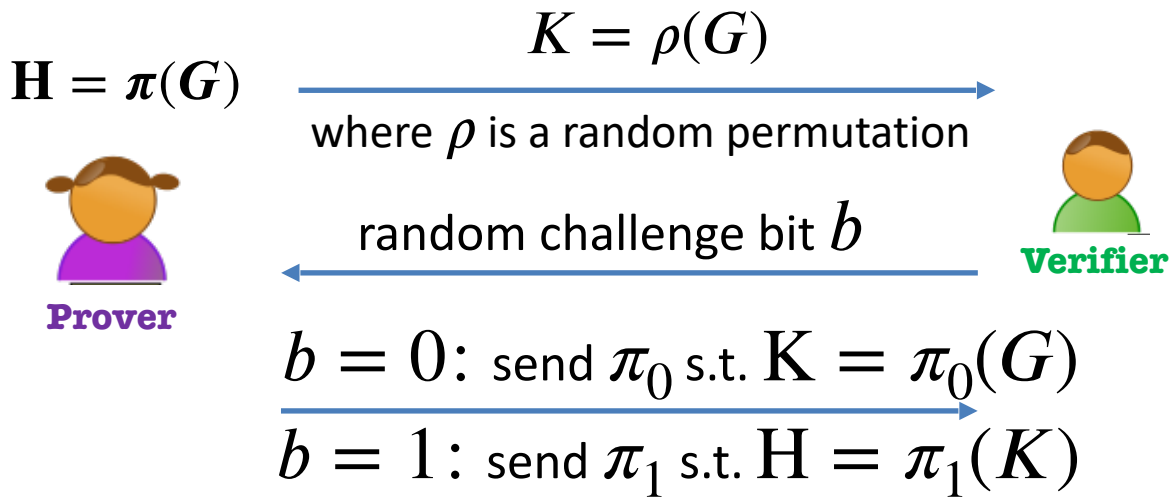 K = ρ(G)
H = π(G)
where ρ is a random permutation
random challenge bit b
Verifier
Prover
b = 0: send π₀ s.t. K = π₀(G)
b = 1: send π₁ s.t. H = π₁(K)